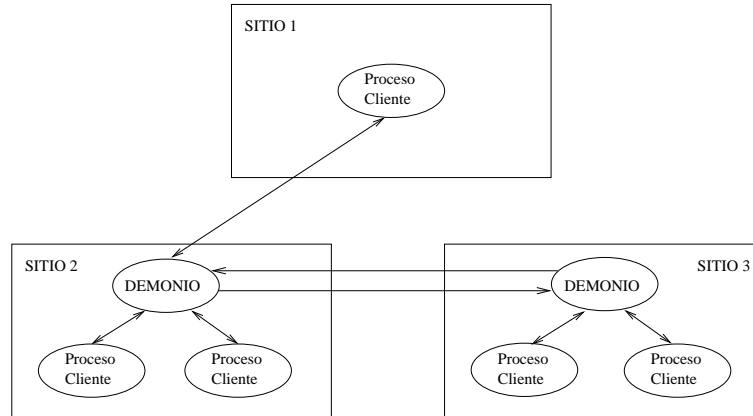 SITIO 1
Proceso
Cliente
SITIO 2
SITIO 3
DEMONIO
DEMONIO
Proceso
Cliente
Proceso
Cliente
Proceso
Cliente
Proceso
Cliente